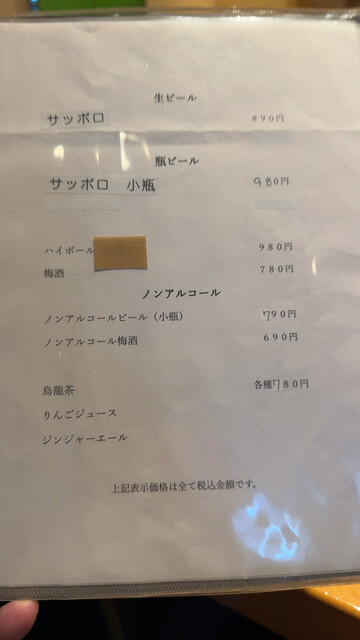 生ビール
サッポロ 890円
瓶ビール
サッポロ 小瓶 980円
ハイボール 980円
梅酒 780円
ノンアルコール
ノンアルコールビール(小瓶) 790円
ノンアルコール梅酒 690円
烏龍茶 各種780円
りんごジュース
ジンジャーエール
上記表示価格は全て税込金額です。